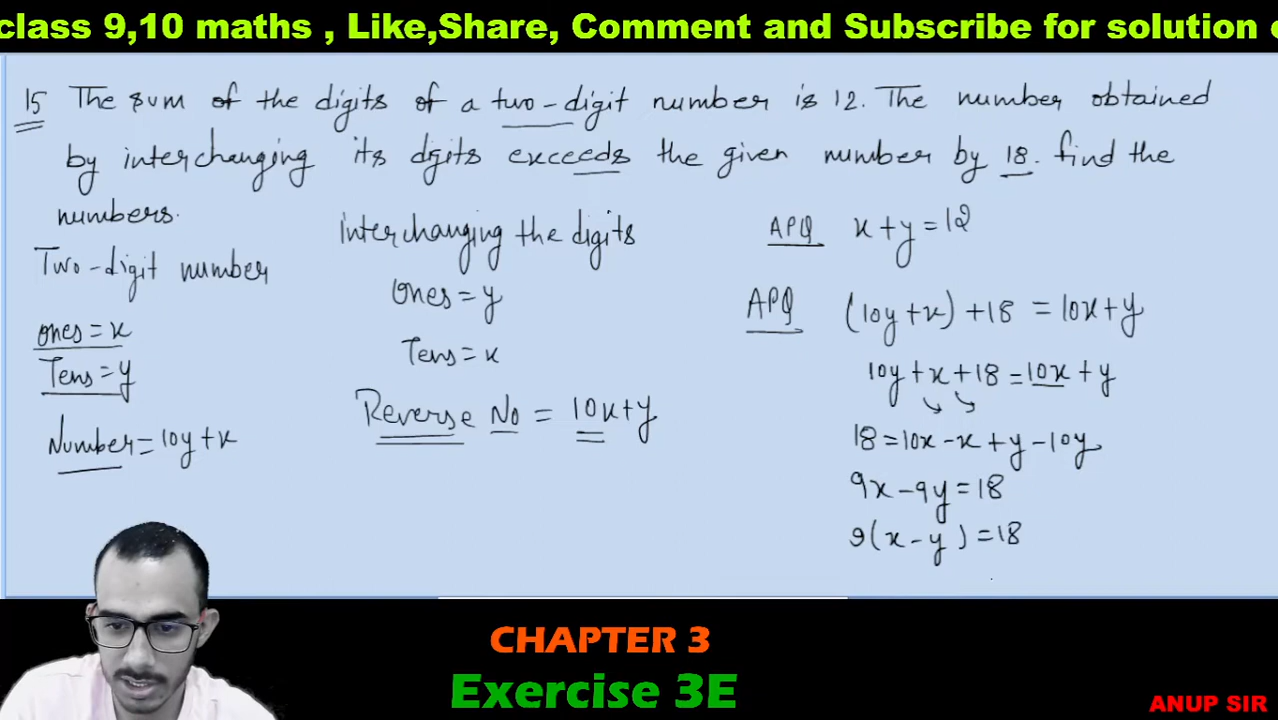 class 9,10 maths , Like,Share, Comment and Subscribe for solution
15 The sum of the digits of a two-digit number is 12. The number obtained
by interchanging its digits exceeds the given number by 18. find the
numbers.
Two-digit number
Ones = x
Tens = y
Number = 10y + x
Interchanging the digits
Ones = y
Tens = x
Reverse No = 10x+y
APQ x + y = 12
APQ (10y + x) + 18 = 10x + y
10y + x + 18 = 10x + y
18 = 10x - x + y - 10y
9x - 9y = 18
9(x - y) = 18
CHAPTER 3
Exercise 3E
ANUP SIR